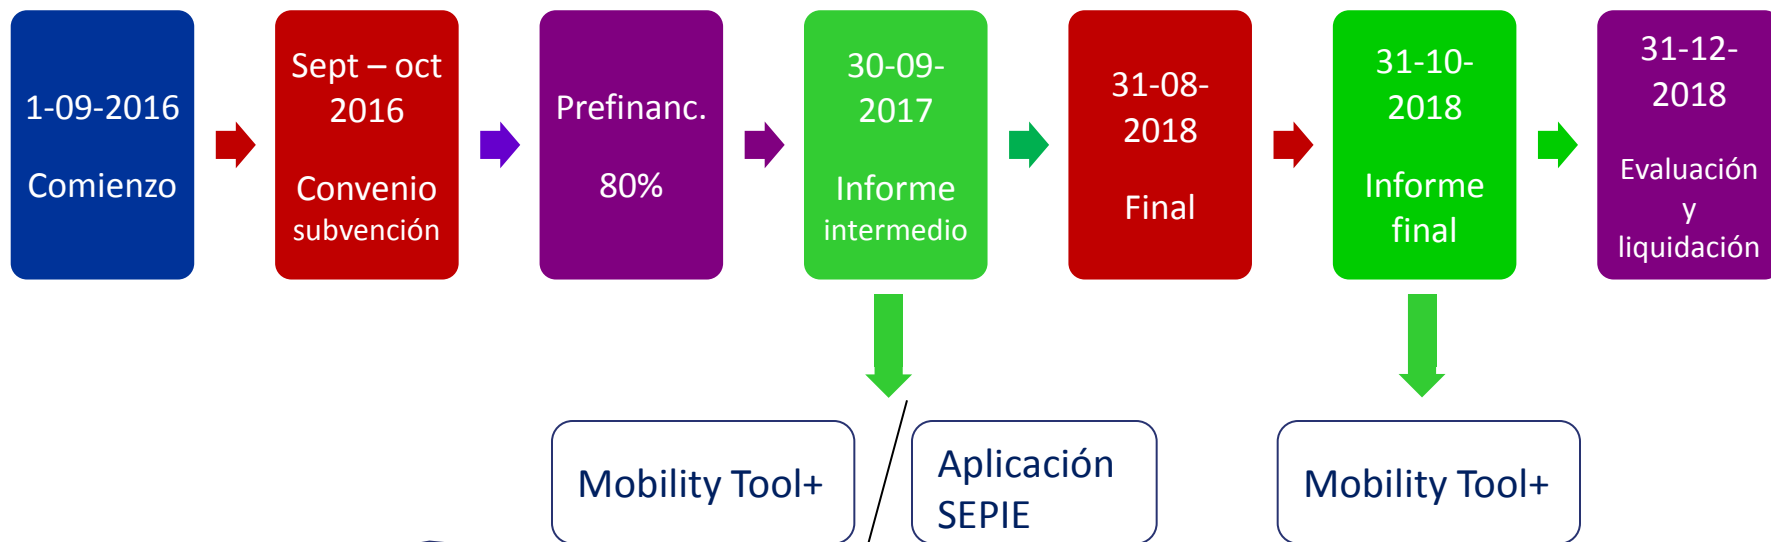 1-09-2016
Comienzo
Sept – oct
2016
Convenio
subvención
Prefinanc.
80%
30-09-
2017
Informe
intermedio
31-08-
2018
Final
31-10-
2018
Informe
final
31-12-
2018
Evaluación
y
liquidación
Mobility Tool+
Aplicación
SEPIE
Mobility Tool+